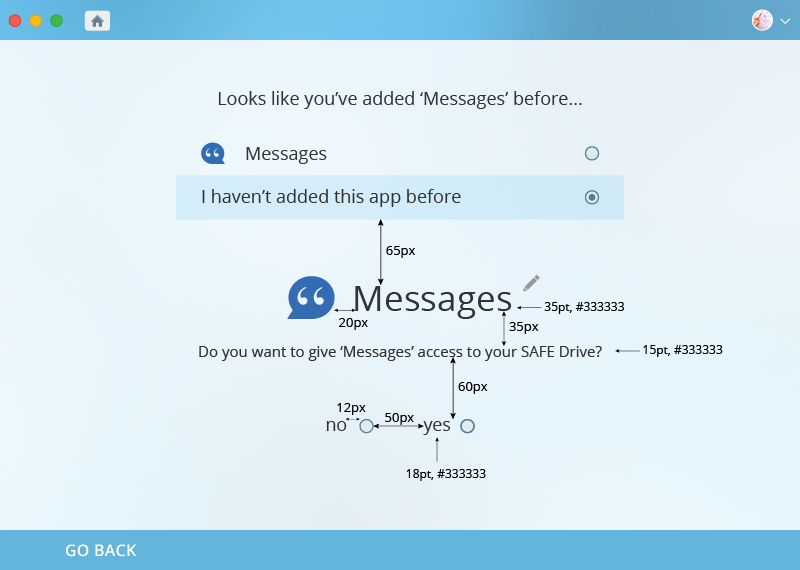 Looks like you’ve added ‘Messages’ before...
Messages
I haven’t added this app before
65px
Messages
35pt, #333333
20px
35px
Do you want to give ‘Messages’ access to your SAFE Drive?
15pt, #333333
60px
12px
no
50px
yes
18pt, #333333
GO BACK